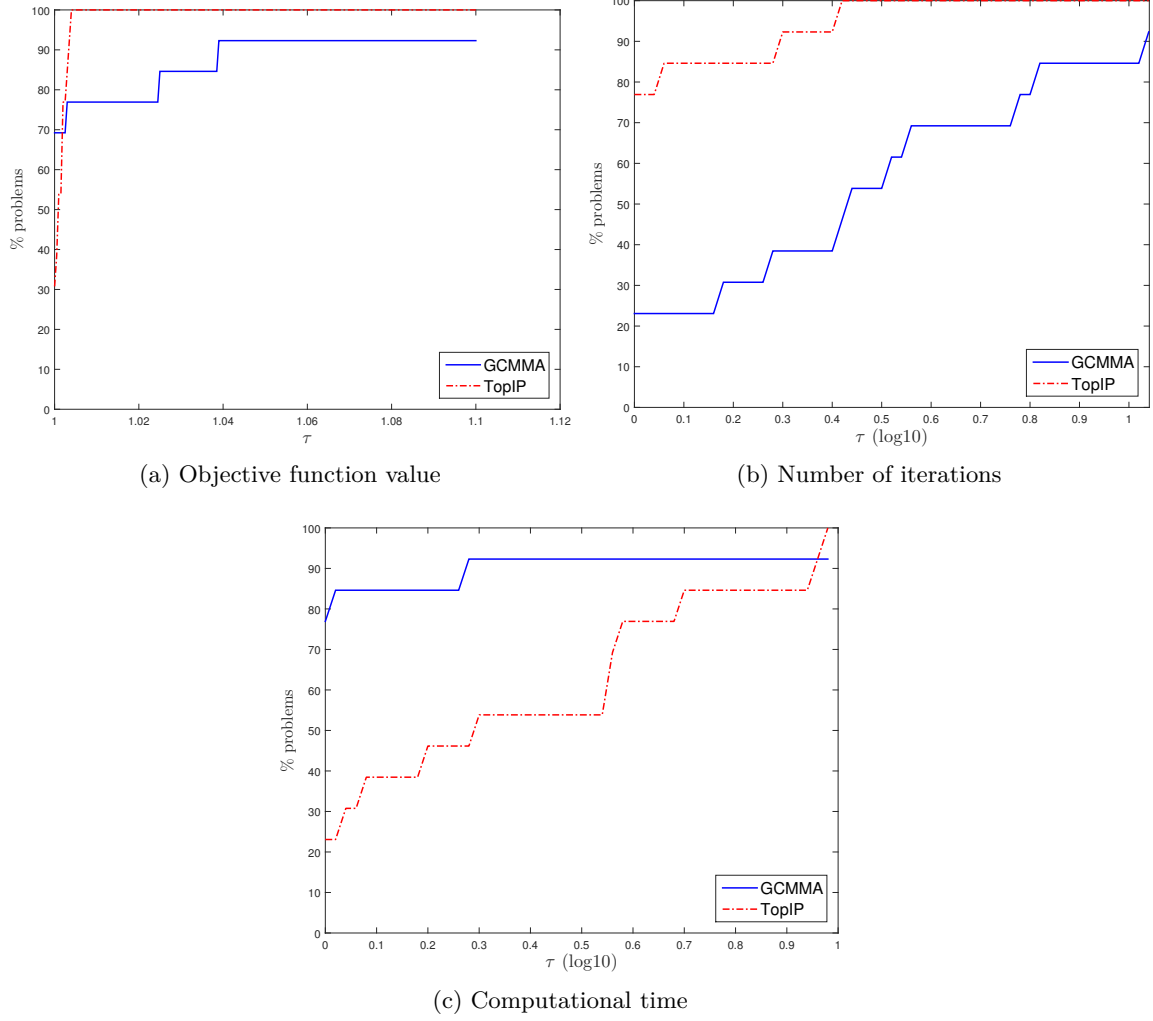 100
90
80
70
60
50
40
30
20
10
0
% problems
1 1.02 1.04 1.06 1.08 1.1 1.12
τ
GCMMA
TopIP
(a) Objective function value
100
90
80
70
60
50
40
30
20
10
0
% problems
0 0.1 0.2 0.3 0.4 0.5 0.6 0.7 0.8 0.9 1
τ (log10)
GCMMA
TopIP
(b) Number of iterations
100
90
80
70
60
50
40
30
20
10
0
% problems
0 0.1 0.2 0.3 0.4 0.5 0.6 0.7 0.8 0.9 1
τ (log10)
GCMMA
TopIP
(c) Computational time